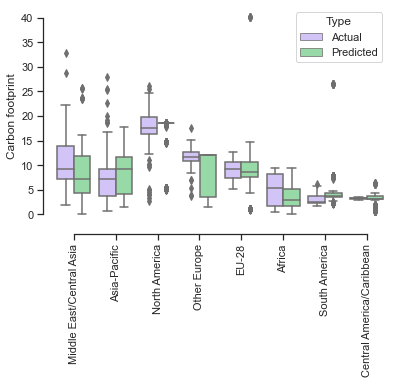 Type
Actual
Predicted
Carbon footprint
40
35
30
25
20
15
10
5
0
Middle East/Central Asia
Asia-Pacific
North America
Other Europe
EU-28
Africa
South America
Central America/Caribbean